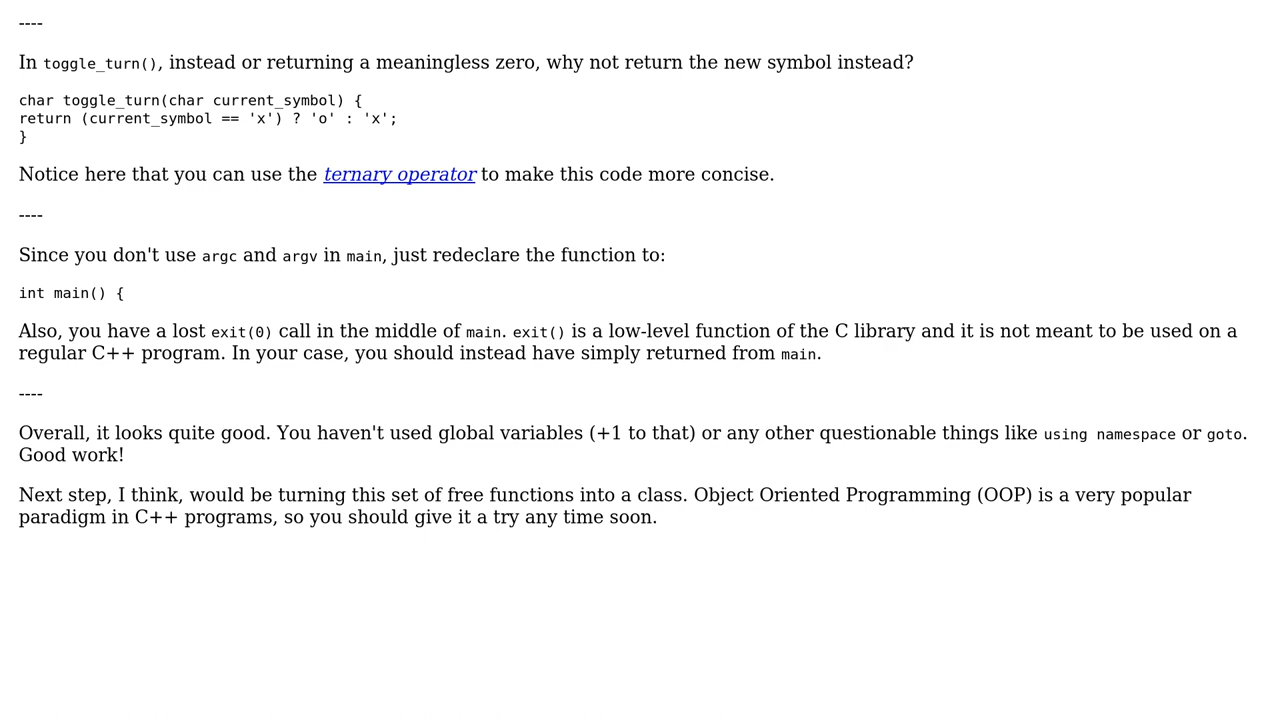 ----
In toggle_turn(), instead or returning a meaningless zero, why not return the new symbol instead?
char toggle_turn(char current_symbol) {
return (current_symbol == 'x') ? 'o' : 'x';
}
Notice here that you can use the ternary operator to make this code more concise.
----
Since you don't use argc and argv in main, just redeclare the function to:
int main() {
Also, you have a lost exit(0) call in the middle of main. exit() is a low-level function of the C library and it is not meant to be used on a
regular C++ program. In your case, you should instead have simply returned from main.
----
Overall, it looks quite good. You haven't used global variables (+1 to that) or any other questionable things like using namespace or goto.
Good work!
Next step, I think, would be turning this set of free functions into a class. Object Oriented Programming (OOP) is a very popular
paradigm in C++ programs, so you should give it a try any time soon.